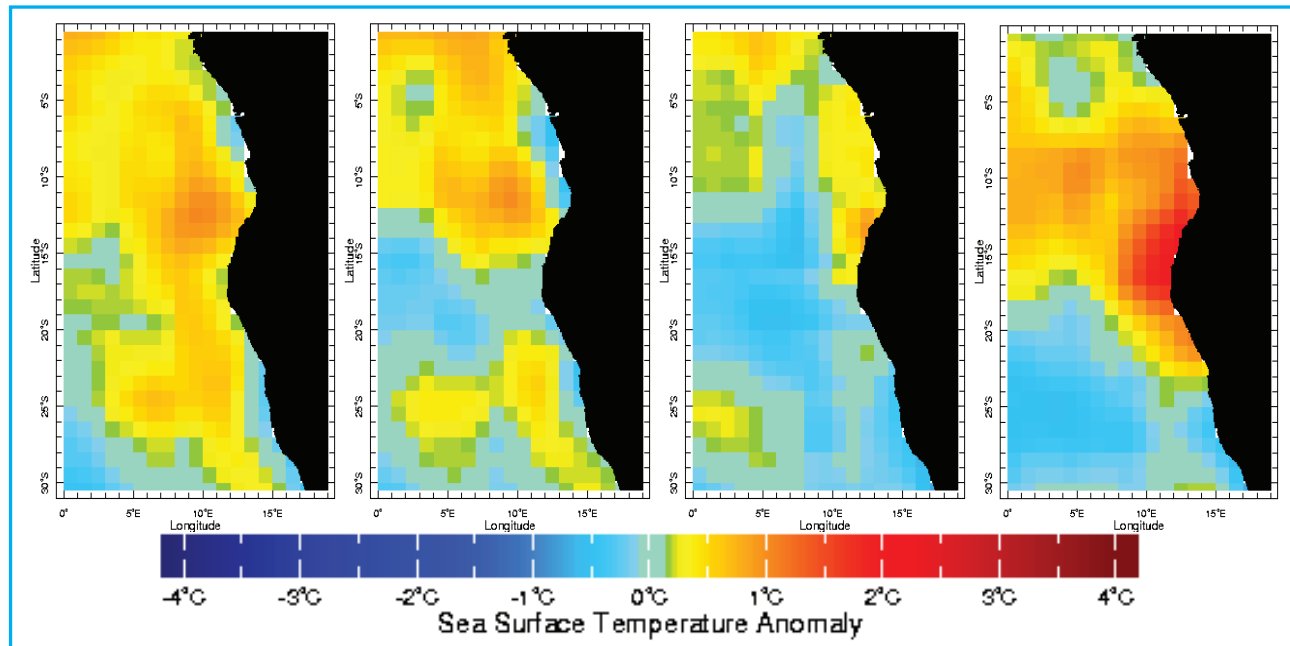 Latitude
5°S
10°S
15°S
20°S
25°S
30°S
0° 5°E 10°E 15°E
Longitude
Latitude
5°S
10°S
15°S
20°S
25°S
30°S
0° 5°E 10°E 15°E
Longitude
Latitude
5°S
10°S
15°S
20°S
25°S
30°S
0° 5°E 10°E 15°E
Longitude
Latitude
5°S
10°S
15°S
20°S
25°S
30°S
0° 5°E 10°E 15°E
Longitude
-4°C -3°C -2°C -1°C 0°C 1°C 2°C 3°C 4°C
Sea Surface Temperature Anomaly